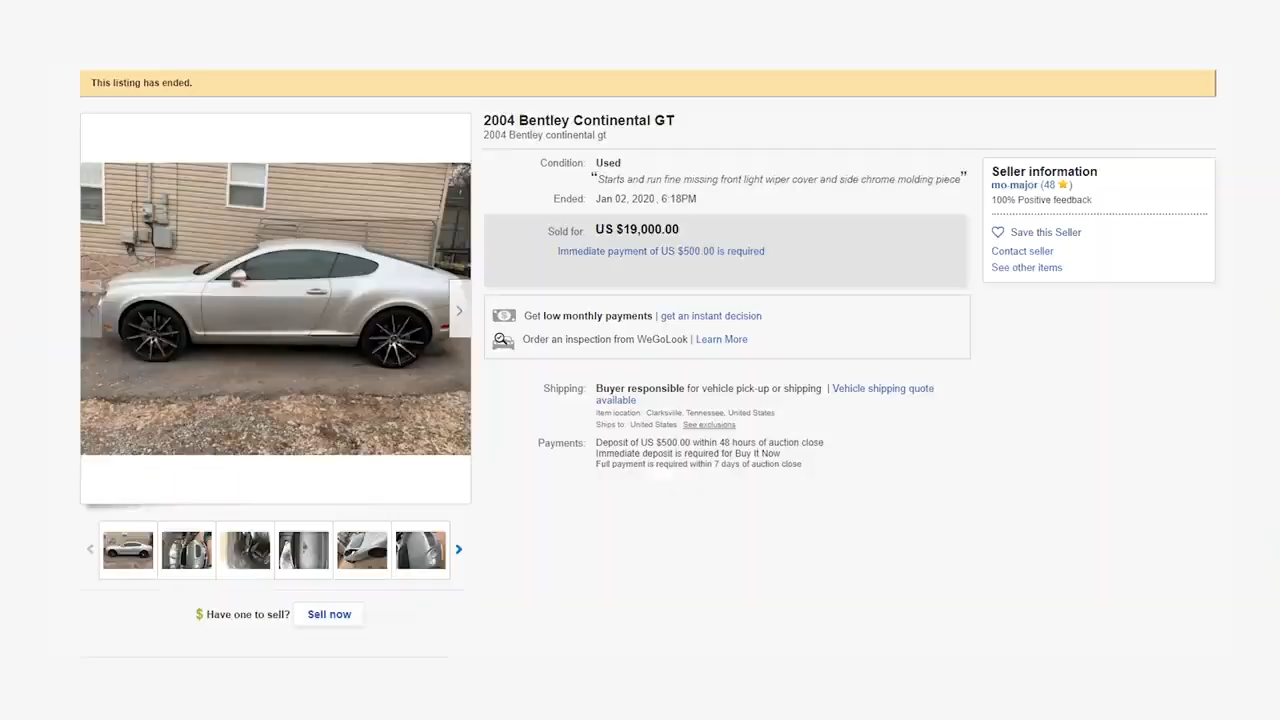 This listing has ended.
2004 Bentley Continental GT
2004 Bentley continental gt
Condition: Used
“Starts and run fine missing front light wiper cover and side chrome molding piece”
Ended: Jan 02, 2020, 6:18PM
Sold for: US $19,000.00
Immediate payment of US $500.00 is required
Get low monthly payments | get an instant decision
Order an inspection from WeGoLook | Learn More
Shipping: Buyer responsible for vehicle pick-up or shipping | Vehicle shipping quote
available
Item location: Clarksville, Tennessee, United States
Ships to: United States See exclusions
Payments: Deposit of US $500.00 within 48 hours of auction close
Immediate deposit is required for Buy It Now
Full payment is required within 7 days of auction close
Seller information
mo-major (48)
100% Positive feedback
Save this Seller
Contact seller
See other items
$ Have one to sell? Sell now